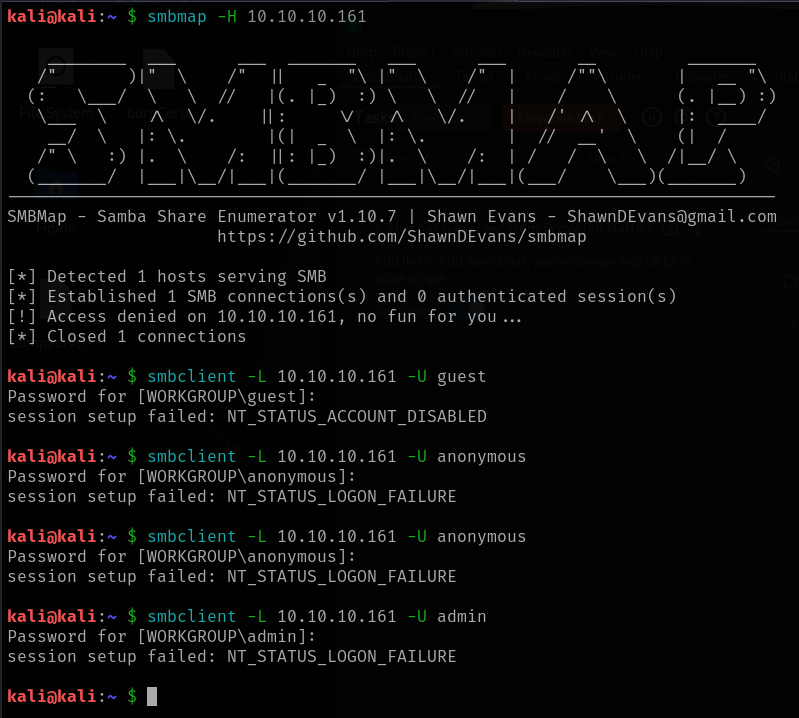 kali@kali:~ $ smbmap -H 10.10.10.161
SMBMap - Samba Share Enumerator v1.10.7 | Shawn Evans - ShawnDEvans@gmail.com
https://github.com/ShawnDEvans/smbmap
[*] Detected 1 hosts serving SMB
[*] Established 1 SMB connections(s) and 0 authenticated session(s)
[!] Access denied on 10.10.10.161, no fun for you...
[*] Closed 1 connections
kali@kali:~ $ smbclient -L 10.10.10.161 -U guest
Password for [WORKGROUP\guest]:
session setup failed: NT_STATUS_ACCOUNT_DISABLED
kali@kali:~ $ smbclient -L 10.10.10.161 -U anonymous
Password for [WORKGROUP\anonymous]:
session setup failed: NT_STATUS_LOGON_FAILURE
kali@kali:~ $ smbclient -L 10.10.10.161 -U anonymous
Password for [WORKGROUP\anonymous]:
session setup failed: NT_STATUS_LOGON_FAILURE
kali@kali:~ $ smbclient -L 10.10.10.161 -U admin
Password for [WORKGROUP\admin]:
session setup failed: NT_STATUS_LOGON_FAILURE
kali@kali:~ $